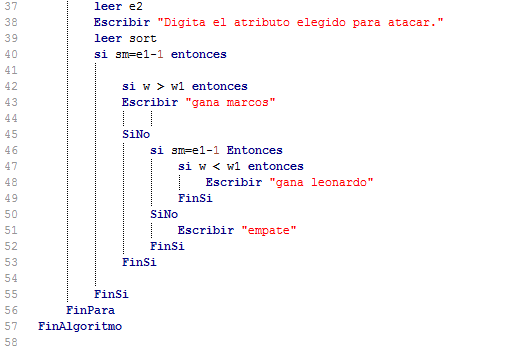 37 leer e2
38 Escribir "Digita el atributo elegido para atacar."
39 leer sort
40 si sm=e1-1 entonces
41
42 si w > w1 entonces
43 Escribir "gana marcos"
44
45 SiNo
46 si sm=e1-1 Entonces
47 si w < w1 entonces
48 Escribir "gana leonardo"
49 FinSi
50 SiNo
51 Escribir "empate"
52 FinSi
53 FinSi
54
55 FinSi
56 FinPara
57 FinAlgoritmo
58